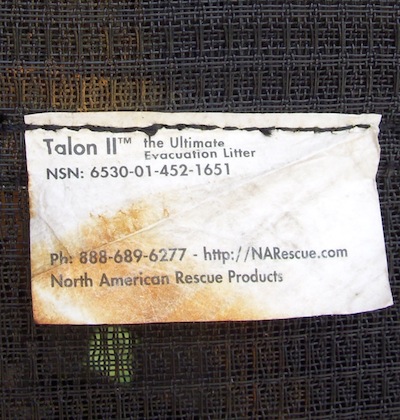 Talon II™ the Ultimate
Evacuation Litter
NSN: 6530-01-452-1651
Ph: 888-689-6277 - http://NARescue.com
North American Rescue Products